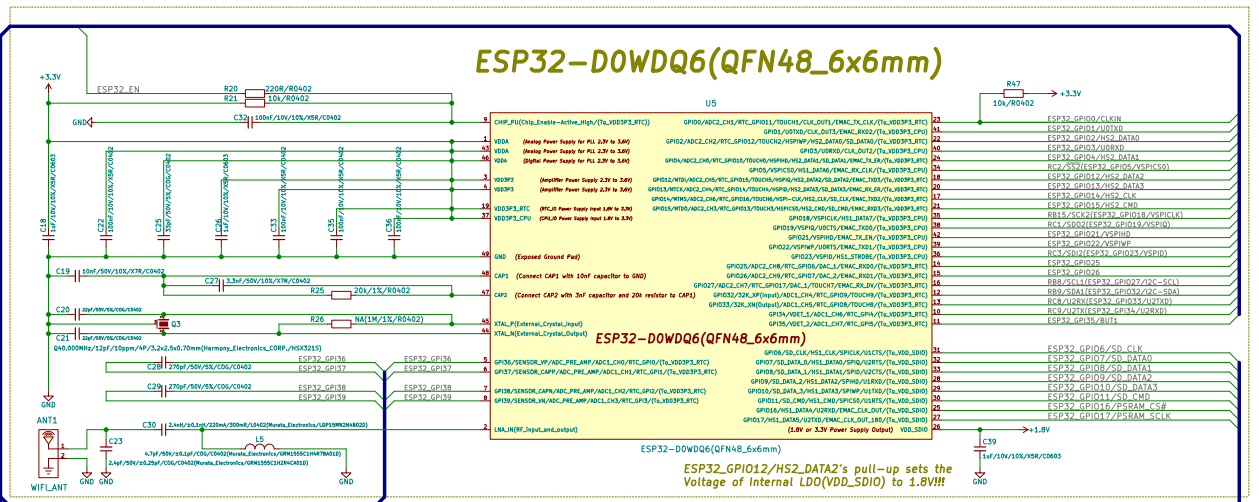 ESP32-D0WDQ6(QFN48_6x6mm)
+3.3V
ESP32_EN
R20 220R/R0402
R21 10k/R0402
GND
C32 100nF/10V/10%/X5R/C0402
R47
10k/R0402
+3.3V
U5
9 CHIP_PU(Chip_Enable-Active_High/(To_VDD3P3_RTC))
1 VDDA (Analog Power Supply for PLL 2.3V to 3.6V)
43 VDDA (Analog Power Supply for PLL 2.3V to 3.6V)
46 VDDA (Digital Power Supply for PLL 2.3V to 3.6V)
3 VDD3P3 (Amplifier Power Supply 2.3V to 3.6V)
4 VDD3P3 (Amplifier Power Supply 2.3V to 3.6V)
19 VDD3P3_RTC (RTC_IO Power Supply Input 1.8V to 3.3V)
37 VDD3P3_CPU (CPU_IO Power Supply Input 1.8V to 3.3V)
49 GND (Exposed Ground Pad)
48 CAP1 (Connect CAP1 with 10nF capacitor to GND)
47 CAP2 (Connect CAP2 with 3nF capacitor and 20k resistor to CAP1)
45 XTAL_P(External_Crystal_Input)
44 XTAL_N(External_Crystal_Output)
5 GPI36/SENSOR_VP/ADC_PRE_AMP/ADC1_CH0/RTC_GPIO/(To_VDD3P3_RTC)
6 GPI37/SENSOR_CAPP/ADC_PRE_AMP/ADC1_CH1/RTC_GPI1/(To_VDD3P3_RTC)
7 GPI38/SENSOR_CAPN/ADC_PRE_AMP/ADC1_CH2/RTC_GPI2/(To_VDD3P3_RTC)
8 GPI39/SENSOR_VN/ADC_PRE_AMP/ADC1_CH3/RTC_GPI3/(To_VDD3P3_RTC)
2 LNA_IN(RF_Input_and_output)
GPIO0/ADC2_CH1/RTC_GPIO11/TOUCH1/CLK_OUT1/EMAC_TX_CLK/(To_VDD3P3_RTC) 23 ESP32_GPIO0/CLKIN
GPIO1/U0TXD/CLK_OUT3/EMAC_RXD2/(To_VDD3P3_CPU) 41 ESP32_GPIO1/U0TXD
GPIO2/ADC2_CH2/RTC_GPIO12/TOUCH2/HSPIWP/HS2_DATA0/SD_DATA0/(To_VDD3P3_RTC) 22 ESP32_GPIO2/HS2_DATA0
GPIO3/U0RXD/CLK_OUT2/(To_VDD3P3_CPU) 40 ESP32_GPIO3/U0RXD
GPIO4/ADC2_CH0/RTC_GPIO10/TOUCH0/HSPIHD/HS2_DATA1/SD_DATA1/EMAC_TX_ER/(To_VDD3P3_RTC) 24 ESP32_GPIO4/HS2_DATA1
GPIO5/VSPICS0/HS1_DATA6/EMAC_RX_CLK/(To_VDD3P3_CPU) 34 RC2/SS2(ESP32_GPIO5/VSPICS0)
GPIO12/MTDI/ADC2_CH5/RTC_GPIO15/TOUCH5/HSPIQ/HS2_DATA2/SD_DATA2/EMAC_TXD3/(To_VDD3P3_RTC) 18 ESP32_GPIO12/HS2_DATA2
GPIO13/MTCK/ADC2_CH4/RTC_GPIO14/TOUCH4/HSPID/HS2_DATA3/SD_DATA3/EMAC_RX_ER/(To_VDD3P3_RTC) 20 ESP32_GPIO13/HS2_DATA3
GPIO14/MTMS/ADC2_CH6/RTC_GPIO16/TOUCH6/HSPI-CLK/HS2_CLK/SD_CLK/EMAC_TXD2/(To_VDD3P3_RTC) 17 ESP32_GPIO14/HS2_CLK
GPIO15/MTDO/ADC2_CH3/RTC_GPIO13/TOUCH3/HSPICS0/HS2_CMD/SD_CMD/EMAC_RXD3/(To_VDD3P3_RTC) 21 ESP32_GPIO15/HS2_CMD
GPIO18/VSPICLK/HS1_DATA7/(To_VDD3P3_CPU) 35 RB15/SCK2(ESP32_GPIO18/VSPICLK)
GPIO19/VSPIQ/U0CTS/EMAC_TXD0/(To_VDD3P3_CPU) 38 RC1/SDO2(ESP32_GPIO19/VSPIQ)
GPIO21/VSPIHD/EMAC_TX_EN/(To_VDD3P3_CPU) 42 ESP32_GPIO21/VSPIHD
GPIO22/VSPIWP/U0RTS/EMAC_TXD1/(To_VDD3P3_CPU) 39 ESP32_GPIO22/VSPIWP
GPIO23/VSPID/HS1_STROBE/(To_VDD3P3_CPU) 36 RC3/SDI2(ESP32_GPIO23/VSPID)
GPIO25/ADC2_CH8/RTC_GPIO6/DAC_1/EMAC_RXD0/(To_VDD3P3_RTC) 14 ESP32_GPIO25
GPIO26/ADC2_CH9/RTC_GPIO7/DAC_2/EMAC_RXD1/(To_VDD3P3_RTC) 15 ESP32_GPIO26
GPIO27/ADC2_CH7/RTC_GPIO17/DAC_1/TOUCH7/EMAC_RX_DV/(To_VDD3P3_RTC) 16 RB8/SCL1(ESP32_GPIO27/I2C-SCL)
GPIO32/32K_XP(Input)/ADC1_CH4/RTC_GPIO9/TOUCH9/(To_VDD3P3_RTC) 12 RB9/SDA1(ESP32_GPIO32/I2C-SDA)
GPIO33/32K_XN(Output)/ADC1_CH5/RTC_GPIO8/TOUCH8/(To_VDD3P3_RTC) 13 RC8/U2RX(ESP32_GPIO33/U2TXD)
GPI34/VDET_1/ADC1_CH6/RTC_GPI4/(To_VDD3P3_RTC) 10 RC9/U2TX(ESP32_GPI34/U2RXD)
GPI35/VDET_2/ADC1_CH7/RTC_GPI5/(To_VDD3P3_RTC) 11 ESP32_GPI35/BUT1
ESP32-D0WDQ6(QFN48_6x6mm)
GPIO6/SD_CLK/HS1_CLK/SPICLK/U1CTS/(To_VDD_SDIO) 31 ESP32_GPIO6/SD_CLK
GPIO7/SD_DATA_0/HS1_DATA0/SPIQ/U2RTS/(To_VDD_SDIO) 32 ESP32_GPIO7/SD_DATA0
GPIO8/SD_DATA_1/HS1_DATA1/SPID/U2CTS/(To_VDD_SDIO) 33 ESP32_GPIO8/SD_DATA1
GPIO9/SD_DATA_2/HS1_DATA2/SPIHD/U1RXD/(To_VDD_SDIO) 28 ESP32_GPIO9/SD_DATA2
GPIO10/SD_DATA_3/HS1_DATA3/SPIWP/U1TXD/(To_VDD_SDIO) 29 ESP32_GPIO10/SD_DATA3
GPIO11/SD_CMD/HS1_CMD/SPICS0/U1RTS/(To_VDD_SDIO) 30 ESP32_GPIO11/SD_CMD
GPIO16/HS1_DATA4/U2RXD/EMAC_CLK_OUT/(To_VDD_SDIO) 25 ESP32_GPIO16/PSRAM_CS#
GPIO17/HS1_DATA5/U2TXD/EMAC_CLK_OUT_180/(To_VDD_SDIO) 27 ESP32_GPIO17/PSRAM_SCLK
(1.8V or 3.3V Power Supply Output) VDD_SDIO 26
+1.8V
C39
1uF/10V/10%/X5R/C0603
GND
ESP32-D0WDQ6(QFN48_6x6mm)
ESP32_GPIO12/HS2_DATA2's pull-up sets the
Voltage of Internal LDO(VDD_SDIO) to 1.8V!!!
C18 1uF/10V/10%/X5R/C0603
C22 100nF/10V/10%/X5R/C0402
C25 33pF/50V/5%/COG/C0402
C26 1uF/10V/10%/X5R/C0402
C33 100nF/10V/10%/X5R/C0402
C35 100nF/10V/10%/X5R/C0402
C36 100nF/10V/10%/X5R/C0402
C19 10nF/50V/10%/X7R/C0402
C27 3.3nF/50V/10%/X7R/C0402
R25 20k/1%/R0402
C20 22pF/50V/5%/COG/C0402
Q3
R26 NA(1M/1%/R0402)
C21 22pF/50V/5%/COG/C0402
Q40.000MHz/12pF/10ppm/4P/3.2x2.5x0.70mm(Harmony_Electronics_CORP./HSX321S)
C28 270pF/50V/5%/COG/C0402
ESP32_GPI36
ESP32_GPI37
C29 270pF/50V/5%/COG/C0402
ESP32_GPI38
ESP32_GPI39
ESP32_GPI36
ESP32_GPI37
ESP32_GPI38
ESP32_GPI39
GND
ANT1
1
2
WIFI_ANT
C30 2.4nH/±0.1nH/220mA/300mR/L0402(Murata_Electronics/LQP15MN2N4B02D)
C23
L5
4.7pF/50V/±0.1pF/COG/C0402(Murata_Electronics/GRM1555C1H4R7BA01D)
2.4pF/50V/±0.25pF/COG/C0402(Murata_Electronics/GRM1555C1H2R4CA01D)
GND
GND
GND